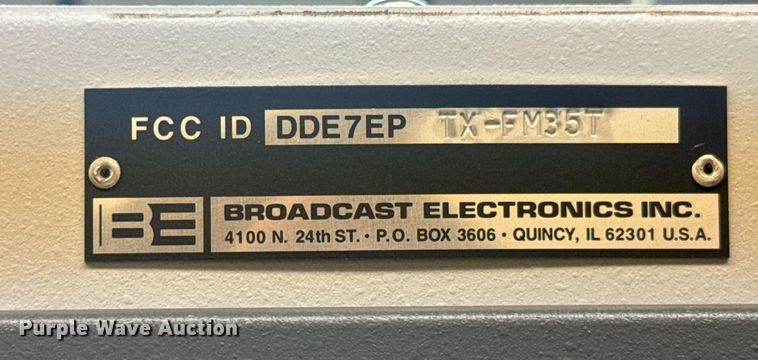 FCC ID DDE7EP TX-FM35T
BE BROADCAST ELECTRONICS INC.
4100 N. 24th ST. • P.O. BOX 3606 • QUINCY, IL 62301 U.S.A.
Purple Wave Auction